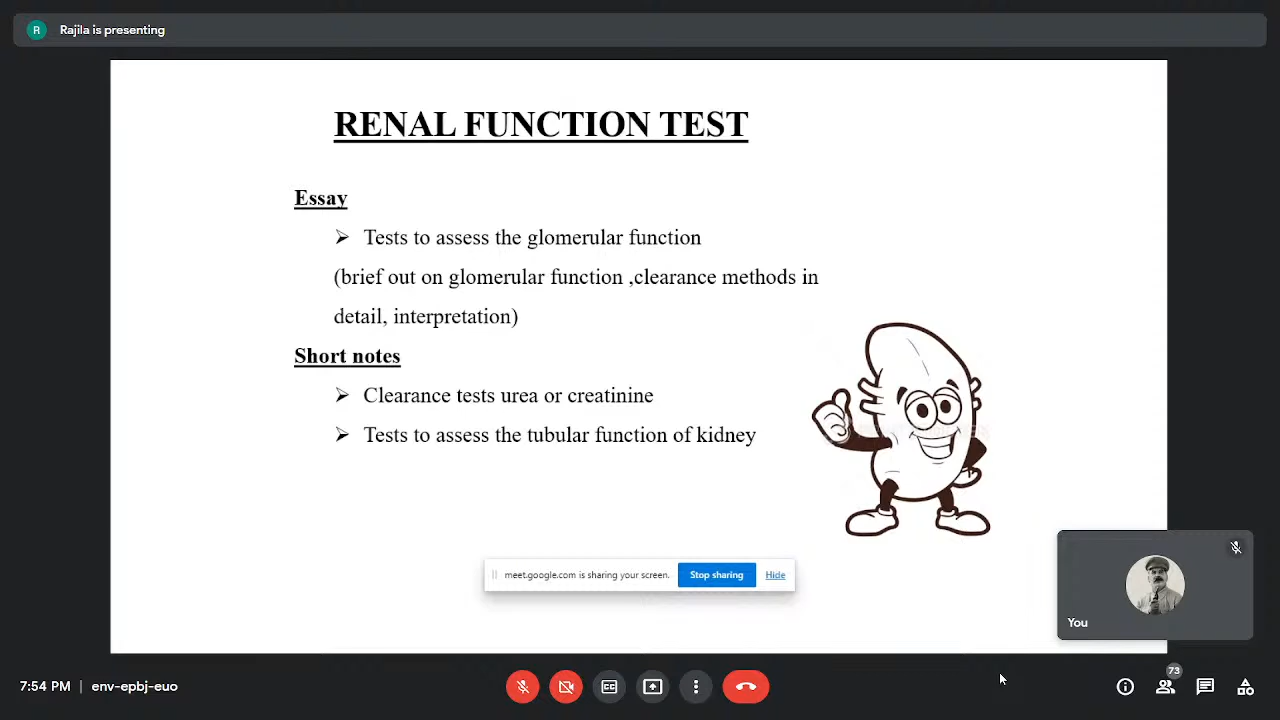 R Rajila is presenting
RENAL FUNCTION TEST
Essay
➢ Tests to assess the glomerular function
(brief out on glomerular function ,clearance methods in
detail, interpretation)
Short notes
➢ Clearance tests urea or creatinine
➢ Tests to assess the tubular function of kidney
meet.google.com is sharing your screen. Stop sharing Hide
You
7:54 PM | env-epbj-euo
73